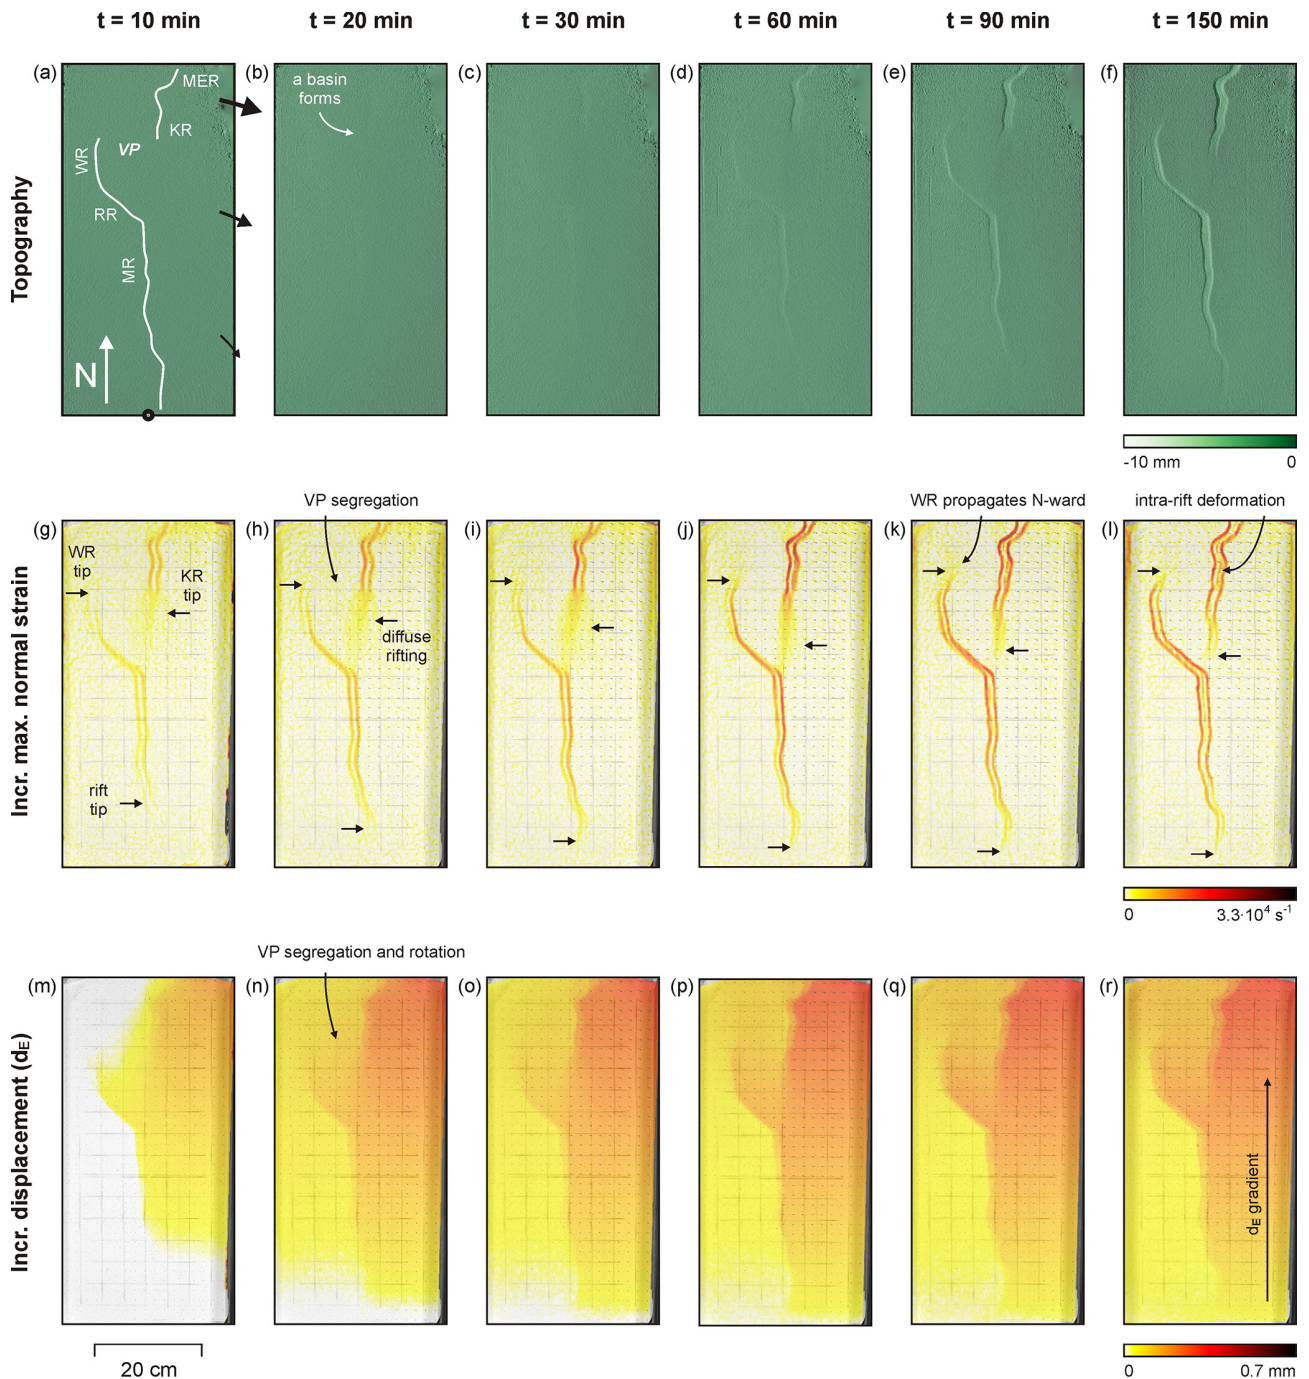 t = 10 min
t = 20 min
t = 30 min
t = 60 min
t = 90 min
t = 150 min
Topography
(a)
MER
KR
VP
WR
RR
MR
N
(b)
a basin
forms
(c)
(d)
(e)
(f)
-10 mm
0
Incr. max. normal strain
VP segregation
WR propagates N-ward
intra-rift deformation
(g)
WR
tip
KR
tip
rift
tip
(h)
diffuse
rifting
(i)
(j)
(k)
(l)
0
3.3·10⁴ s⁻¹
Incr. displacement (dE)
VP segregation and rotation
(m)
(n)
(o)
(p)
(q)
(r)
dE gradient
20 cm
0
0.7 mm